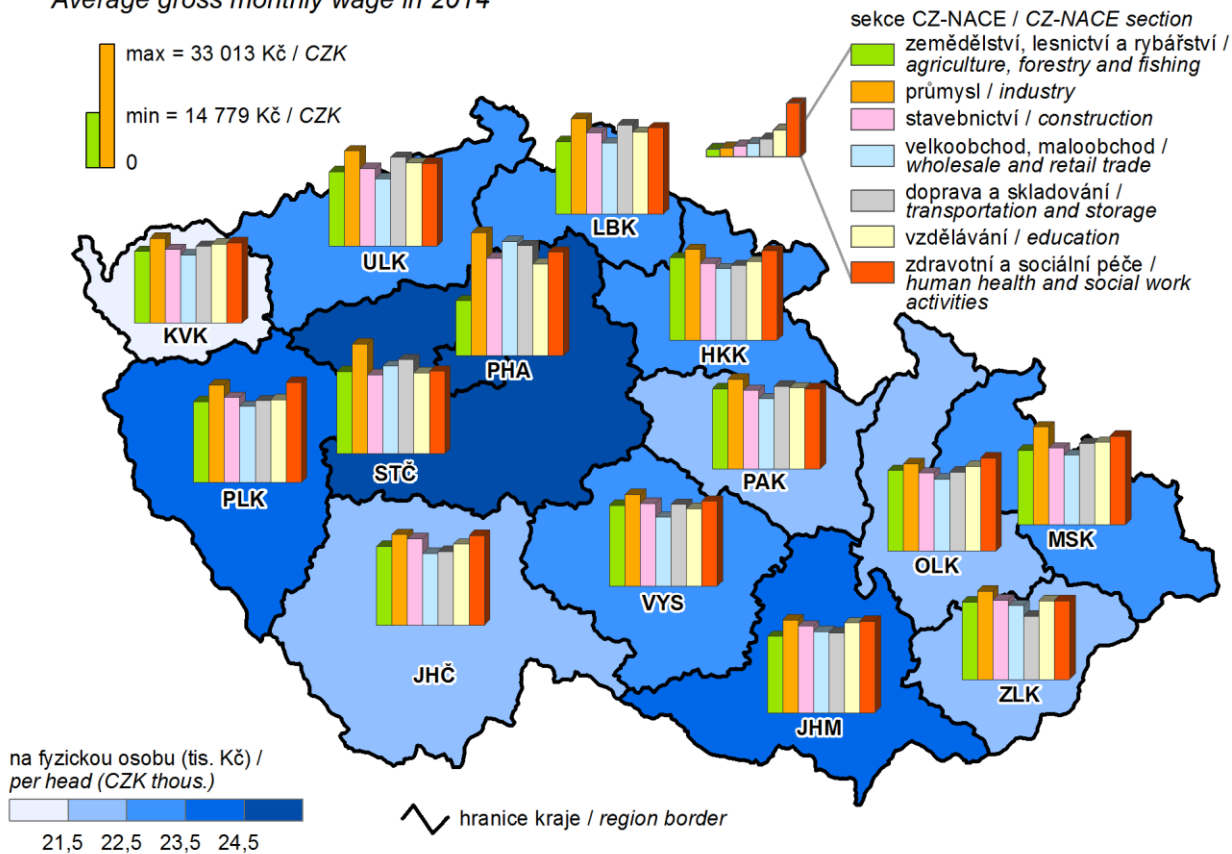 Average gross monthly wage in 2014
max = 33 013 Kč / CZK
min = 14 779 Kč / CZK
0
sekce CZ-NACE / CZ-NACE section
zemědělství, lesnictví a rybářství /
agriculture, forestry and fishing
průmysl / industry
stavebnictví / construction
velkoobchod, maloobchod /
wholesale and retail trade
doprava a skladování /
transportation and storage
vzdělávání / education
zdravotní a sociální péče /
human health and social work
activities
LBK
ULK
KVK
PHA
HKK
STČ
PLK
PAK
MSK
OLK
VYS
JHČ
ZLK
JHM
na fyzickou osobu (tis. Kč) /
per head (CZK thous.)
21,5 22,5 23,5 24,5
hranice kraje / region border